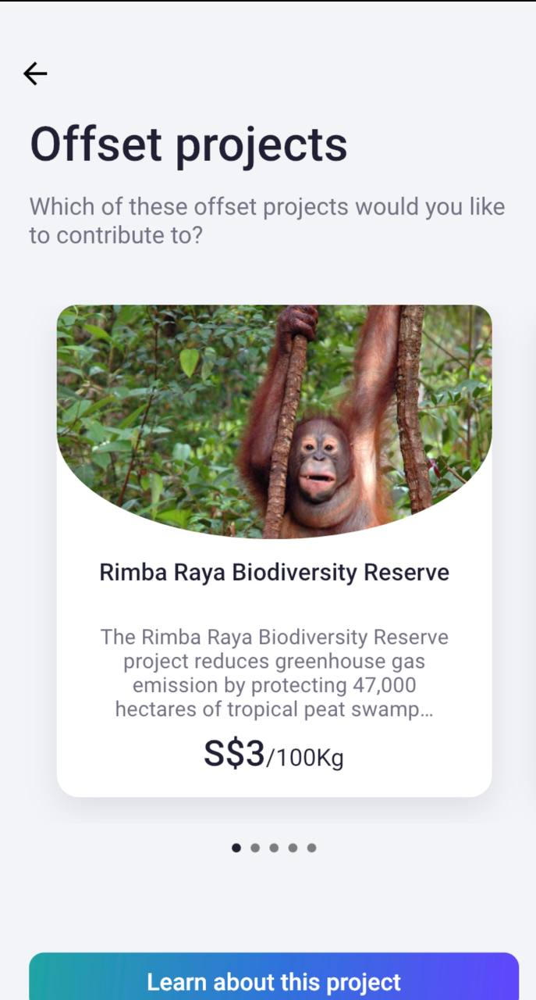 Offset projects
Which of these offset projects would you like
to contribute to?
Rimba Raya Biodiversity Reserve
The Rimba Raya Biodiversity Reserve
project reduces greenhouse gas
emission by protecting 47,000
hectares of tropical peat swamp...
S$3/100Kg
Learn about this project